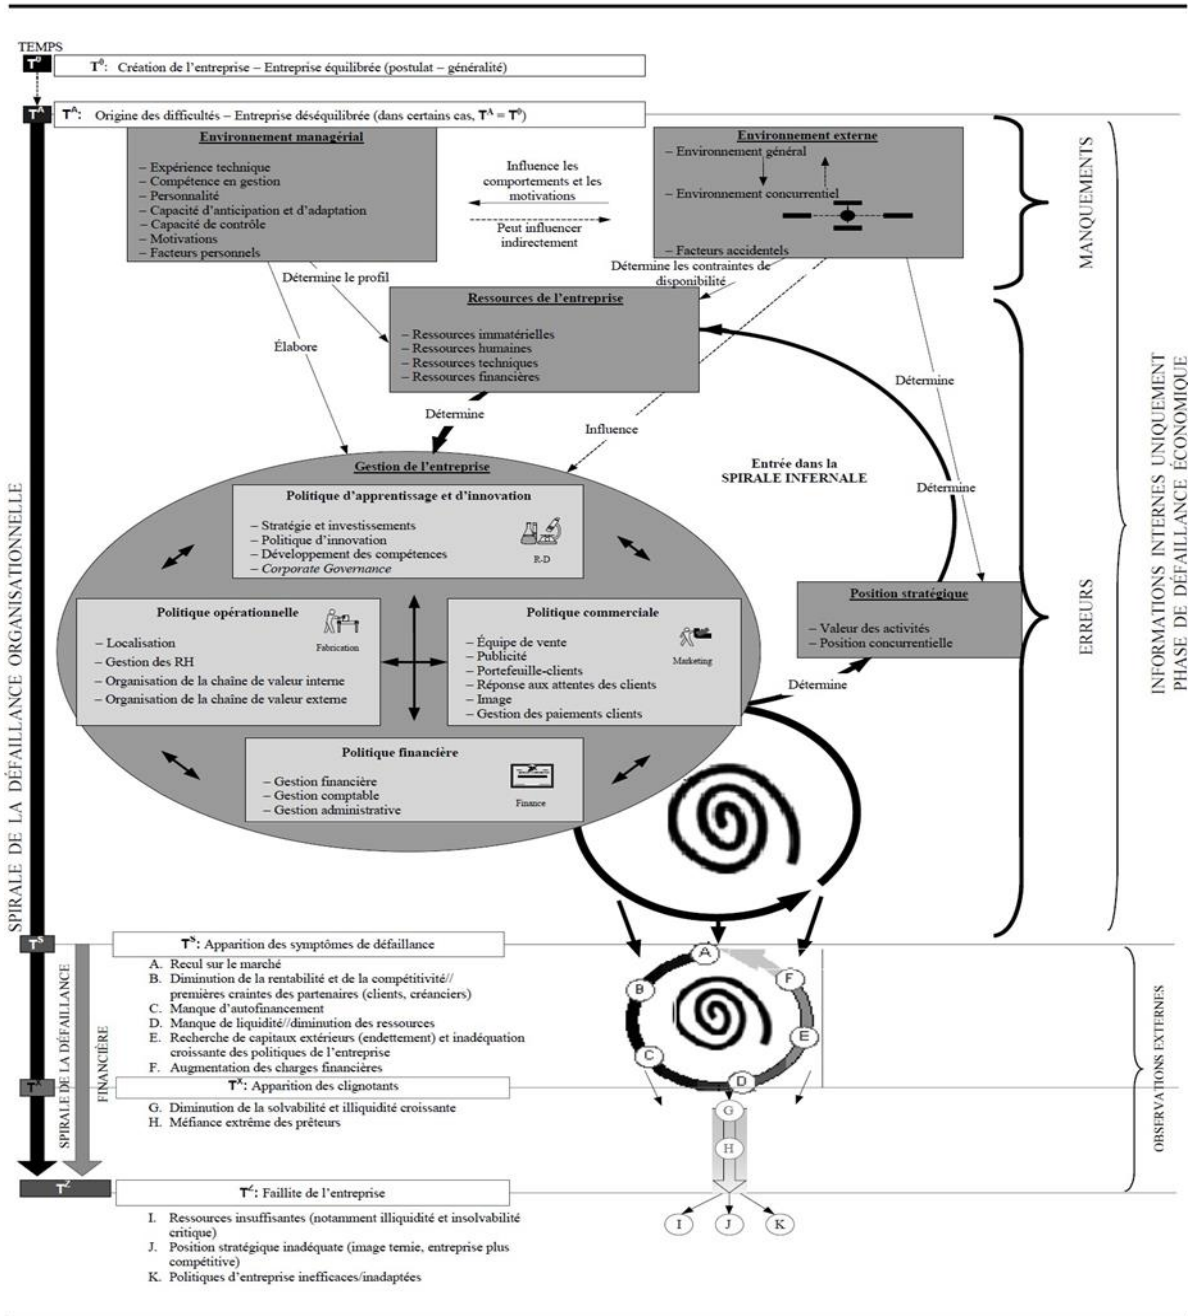 TEMPS
T⁰
T⁰: Création de l'entreprise – Entreprise équilibrée (postulat – généralité)
T^A
T^A: Origine des difficultés – Entreprise déséquilibrée (dans certains cas, T^A = T⁰)
Environnement managérial
– Expérience technique
– Compétence en gestion
– Personnalité
– Capacité d'anticipation et d'adaptation
– Capacité de contrôle
– Motivations
– Facteurs personnels
Influence les
comportements et les
motivations
Peut influencer
indirectement
Environnement externe
– Environnement général
– Environnement concurrentiel
– Facteurs accidentels
MANQUEMENTS
Détermine le profil
Détermine les contraintes de
disponibilité
Ressources de l'entreprise
– Ressources immatérielles
– Ressources humaines
– Ressources techniques
– Ressources financières
Élabore
Détermine
Influence
Détermine
Entrée dans la
SPIRALE INFERNALE
Détermine
Gestion de l'entreprise
Politique d'apprentissage et d'innovation
– Stratégie et investissements
– Politique d'innovation
– Développement des compétences
– Corporate Governance
R-D
Politique opérationnelle
– Localisation
– Gestion des RH
– Organisation de la chaîne de valeur interne
– Organisation de la chaîne de valeur externe
Fabrication
Politique commerciale
– Équipe de vente
– Publicité
– Portefeuille-clients
– Réponse aux attentes des clients
– Image
– Gestion des paiements clients
Marketing
Position stratégique
– Valeur des activités
– Position concurrentielle
Détermine
Politique financière
– Gestion financière
– Gestion comptable
– Gestion administrative
Finance
ERREURS
INFORMATIONS INTERNES UNIQUEMENT
PHASE DE DÉFAILLANCE ÉCONOMIQUE
SPIRALE DE LA DÉFAILLANCE ORGANISATIONNELLE
T^S
T^S: Apparition des symptômes de défaillance
A. Recul sur le marché
B. Diminution de la rentabilité et de la compétitivité//
premières craintes des partenaires (clients, créanciers)
C. Manque d'autofinancement
D. Manque de liquidité//diminution des ressources
E. Recherche de capitaux extérieurs (endettement) et inadéquation
croissante des politiques de l'entreprise
F. Augmentation des charges financières
A
B
C
D
E
F
SPIRALE DE LA DÉFAILLANCE
FINANCIÈRE
T^X
T^X: Apparition des clignotants
G. Diminution de la solvabilité et illiquidité croissante
H. Méfiance extrême des prêteurs
G
H
OBSERVATIONS EXTERNES
T^Z
T^Z: Faillite de l'entreprise
I. Ressources insuffisantes (notamment illiquidité et insolvabilité
critique)
J. Position stratégique inadéquate (image ternie, entreprise plus
compétitive)
K. Politiques d'entreprise inefficaces/inadaptées
I
J
K